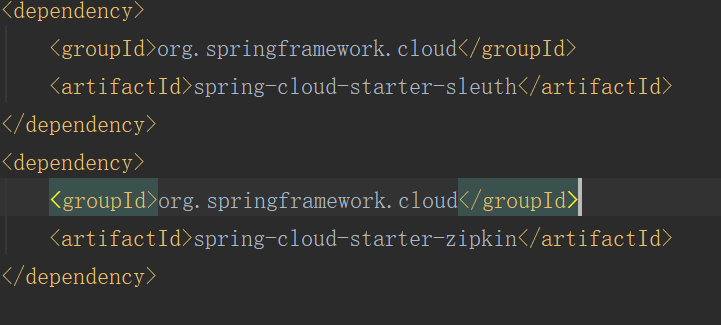 <dependency>
<groupId>org.springframework.cloud</groupId>
<artifactId>spring-cloud-starter-sleuth</artifactId>
</dependency>
<dependency>
<groupId>org.springframework.cloud</groupId>
<artifactId>spring-cloud-starter-zipkin</artifactId>
</dependency>